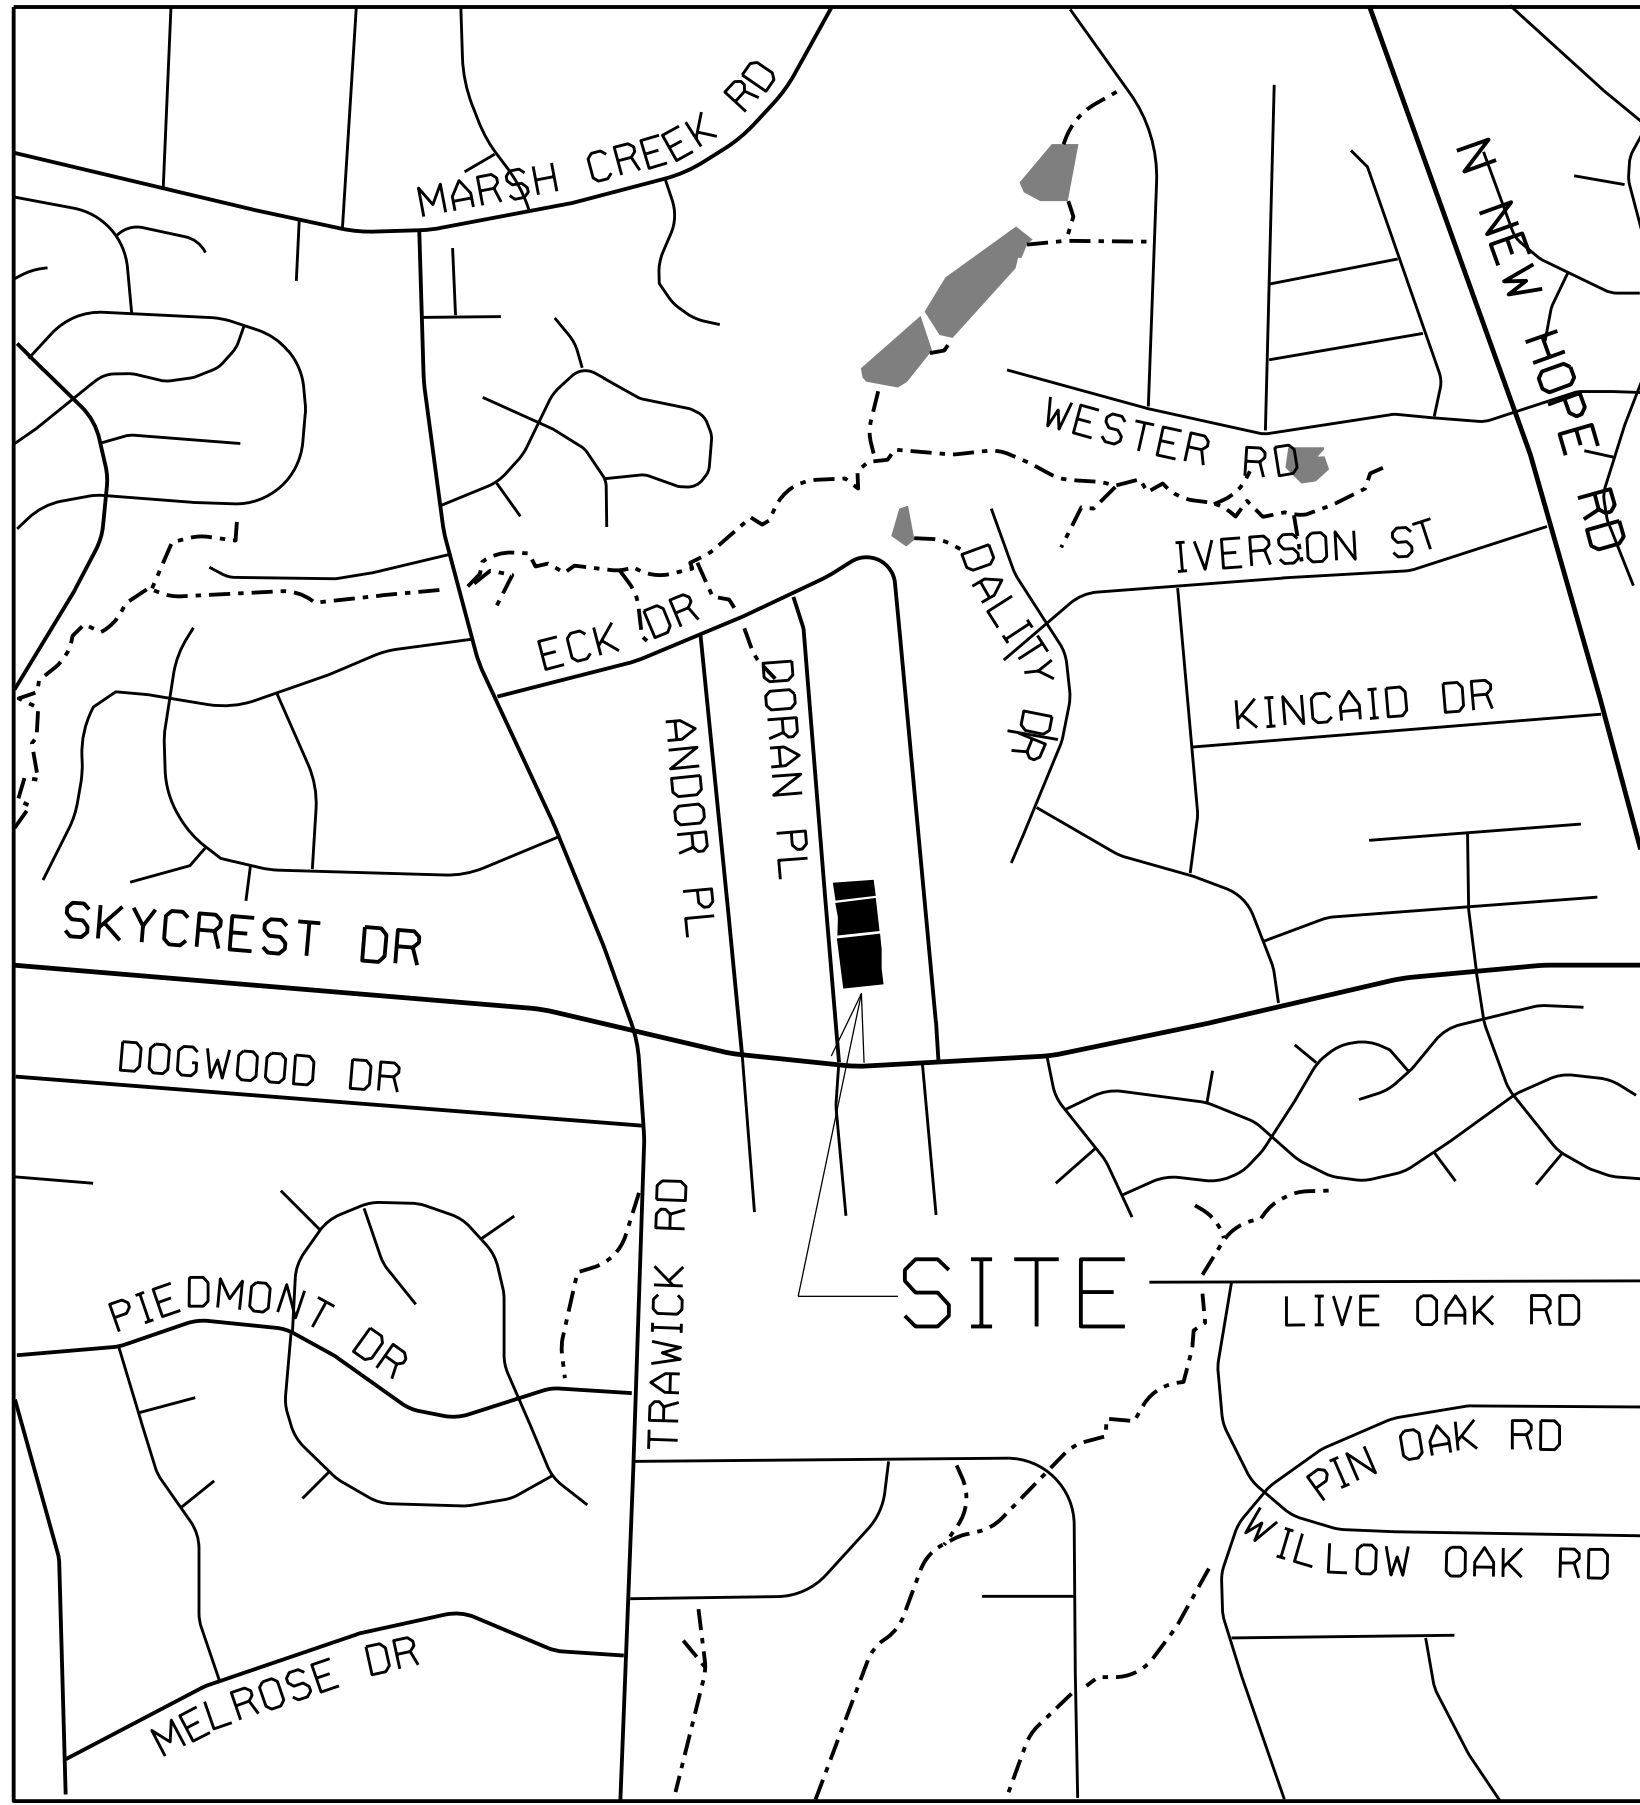 MARSH CREEK RD
N NEW HOPE RD
WESTER RD
IVERSON ST
DALITY DR
ECK DR
KINCAID DR
ANDOR PL
DORAN PL
SKYCREST DR
DOGWOOD DR
TRAWICK RD
SITE
PIEDMONT DR
LIVE OAK RD
PIN OAK RD
WILLOW OAK RD
MELROSE DR